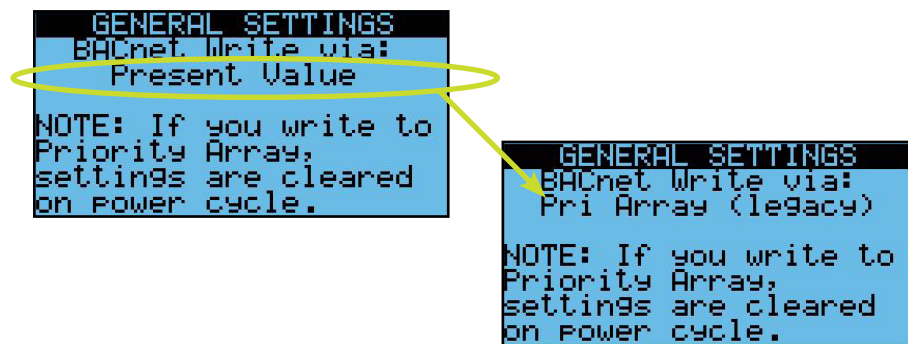 GENERAL SETTINGS
BACnet Write via:
Present Value
NOTE: If you write to
Priority Array,
settings are cleared
on power cycle.
GENERAL SETTINGS
BACnet Write via:
Pri Array (legacy)
NOTE: If you write to
Priority Array,
settings are cleared
on power cycle.